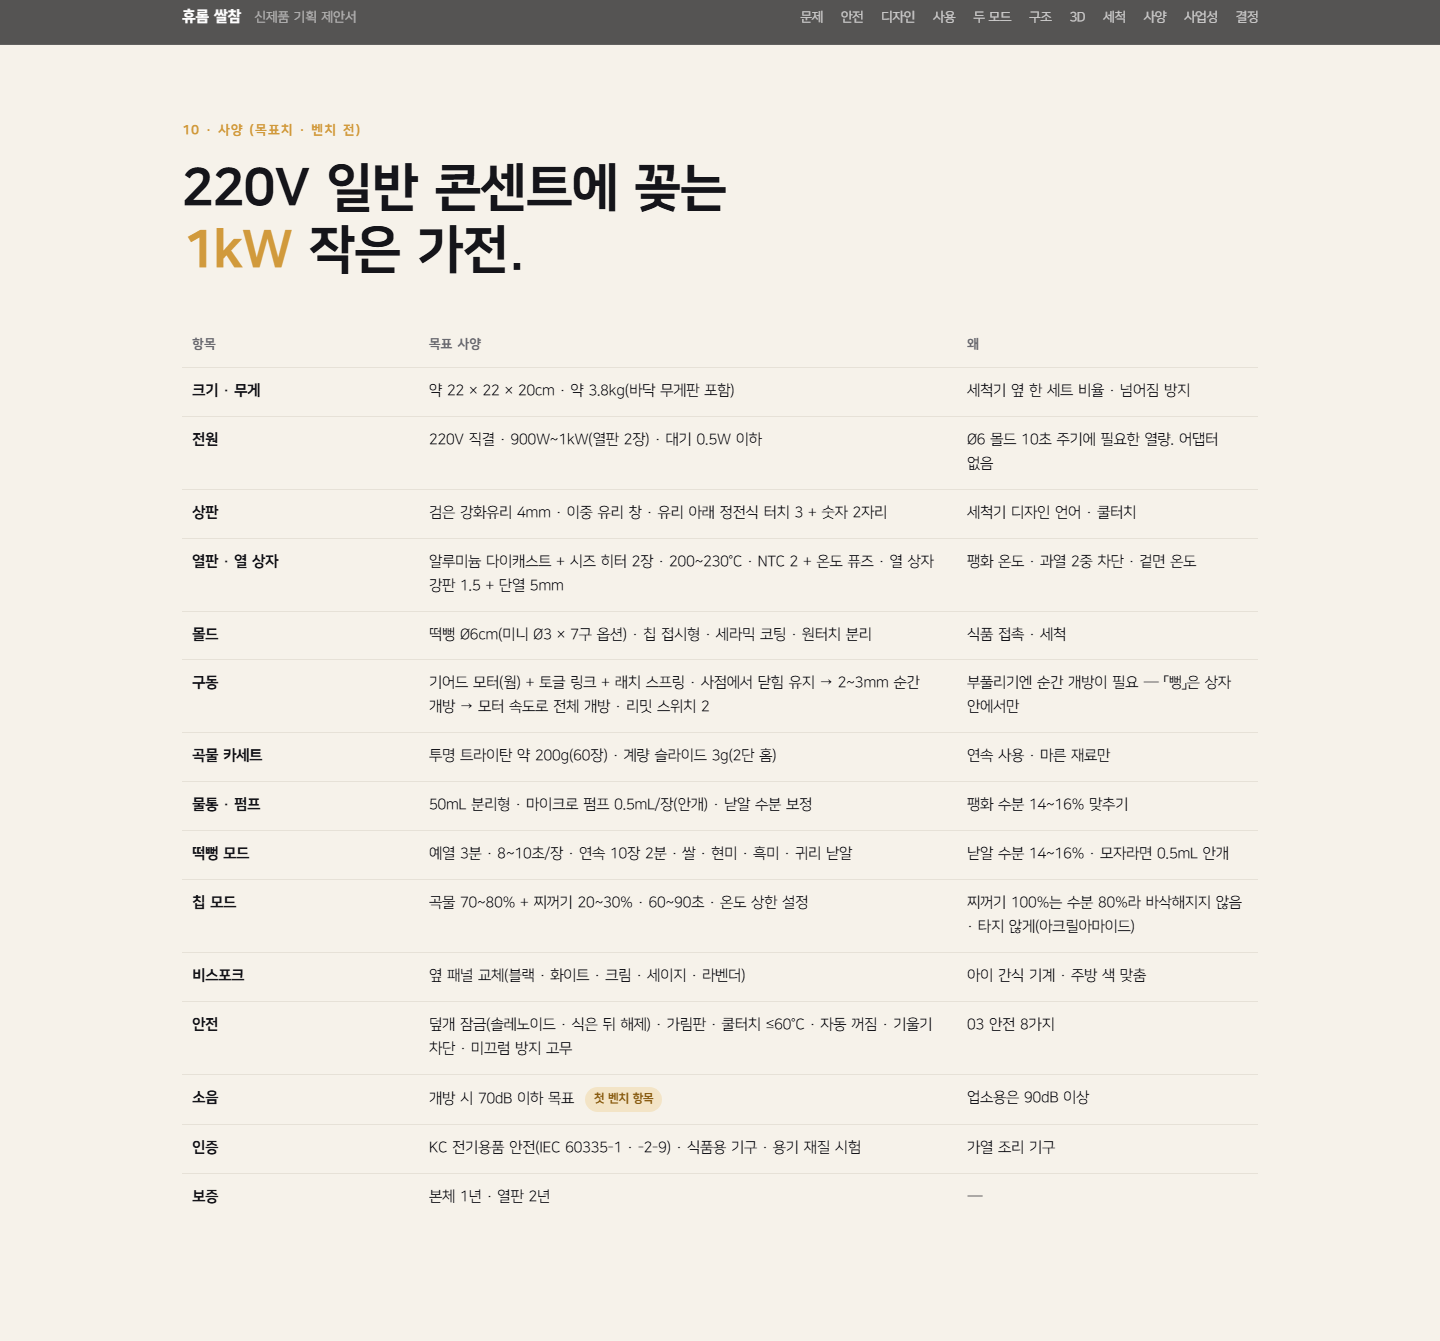 휴롬 쌀참 신제품 기획 제안서 문제 안전 디자인 사용 두 모드 구조 3D 세척 사양 사업성 결정
10 · 사양 (목표치 · 벤치 전)
220V 일반 콘센트에 꽂는
1kW 작은 가전.
항목 목표 사양 왜
크기 · 무게 약 22 × 22 × 20cm · 약 3.8kg(바닥 무게판 포함) 세척기 옆 한 세트 비율 · 넘어짐 방지
전원 220V 직결 · 900W~1kW(열판 2장) · 대기 0.5W 이하 Ø6 몰드 10초 주기에 필요한 열량. 어댑터
없음
상판 검은 강화유리 4mm · 이중 유리 창 · 유리 아래 정전식 터치 3 + 숫자 2자리 세척기 디자인 언어 · 쿨터치
열판 · 열 상자 알루미늄 다이캐스트 + 시즈 히터 2장 · 200~230°C · NTC 2 + 온도 퓨즈 · 열 상자 팽화 온도 · 과열 2중 차단 · 겉면 온도
강판 1.5 + 단열 5mm
몰드 떡뻥 Ø6cm(미니 Ø3 × 7구 옵션) · 칩 접시형 · 세라믹 코팅 · 원터치 분리 식품 접촉 · 세척
구동 기어드 모터(웜) + 토글 링크 + 래치 스프링 · 사점에서 닫힘 유지 → 2~3mm 순간 부풀리기엔 순간 개방이 필요 — 「뻥」은 상자
개방 → 모터 속도로 전체 개방 · 리밋 스위치 2 안에서만
곡물 카세트 투명 트라이탄 약 200g(60장) · 계량 슬라이드 3g(2단 홈) 연속 사용 · 마른 재료만
물통 · 펌프 50mL 분리형 · 마이크로 펌프 0.5mL/장(안개) · 낟알 수분 보정 팽화 수분 14~16% 맞추기
떡뻥 모드 예열 3분 · 8~10초/장 · 연속 10장 2분 · 쌀 · 현미 · 흑미 · 귀리 낟알 낟알 수분 14~16% · 모자라면 0.5mL 안개
칩 모드 곡물 70~80% + 찌꺼기 20~30% · 60~90초 · 온도 상한 설정 찌꺼기 100%는 수분 80%라 바삭해지지 않음
· 타지 않게(아크릴아마이드)
비스포크 옆 패널 교체(블랙 · 화이트 · 크림 · 세이지 · 라벤더) 아이 간식 기계 · 주방 색 맞춤
안전 덮개 잠금(솔레노이드 · 식은 뒤 해제) · 가림판 · 쿨터치 ≤60°C · 자동 꺼짐 · 기울기 03 안전 8가지
차단 · 미끄럼 방지 고무
소음 개방 시 70dB 이하 목표 첫 벤치 항목 업소용은 90dB 이상
인증 KC 전기용품 안전(IEC 60335-1 · -2-9) · 식품용 기구 · 용기 재질 시험 가열 조리 기구
보증 본체 1년 · 열판 2년 —